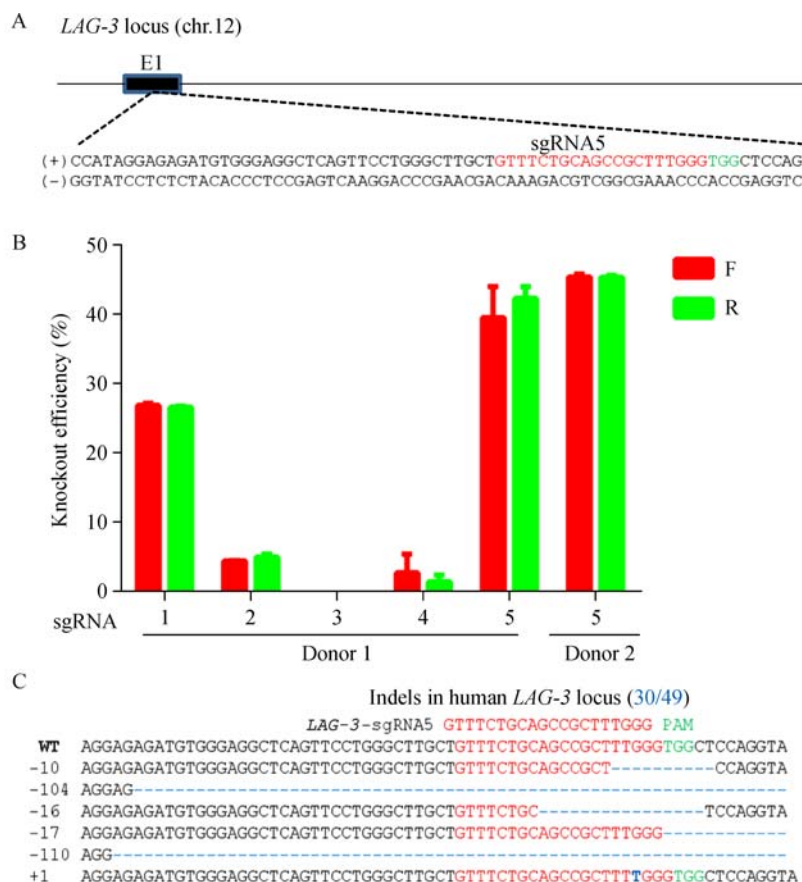 A
LAG-3 locus (chr.12)
E1
sgRNA5
(+)CCATAGGAGAGATGTGGGAGGCTCAGTTCCTGGGCTTGCTGTTTCTGCAGCCGCTTTGGGTGGCTCCAG
(-)GGTATCCTCTCTACACCCTCCGAGTCAAGGACCCGAACGACAAAGACGTCGGCGAAACCCACCGAGGTC
B
50
40
30
20
10
0
Knockout efficiency (%)
F
R
sgRNA 1 2 3 4 5 5
Donor 1 Donor 2
C
Indels in human LAG-3 locus (30/49)
LAG-3-sgRNA5 GTTTCTGCAGCCGCTTTGGG PAM
WT AGGAGAGATGTGGGAGGCTCAGTTCCTGGGCTTGCTGTTTCTGCAGCCGCTTTGGGTGGCTCCAGGTA
-10 AGGAGAGATGTGGGAGGCTCAGTTCCTGGGCTTGCTGTTTCTGCAGCCGCT----------CCAGGTA
-104 AGGAG---------------------------------------------------------------
-16 AGGAGAGATGTGGGAGGCTCAGTTCCTGGGCTTGCTGTTTCTGC----------------TCCAGGTA
-17 AGGAGAGATGTGGGAGGCTCAGTTCCTGGGCTTGCTGTTTCTGCAGCCGCTTTGGG------------
-110 AGG-----------------------------------------------------------------
+1 AGGAGAGATGTGGGAGGCTCAGTTCCTGGGCTTGCTGTTTCTGCAGCCGCTTTTGGGTGGCTCCAGGTA